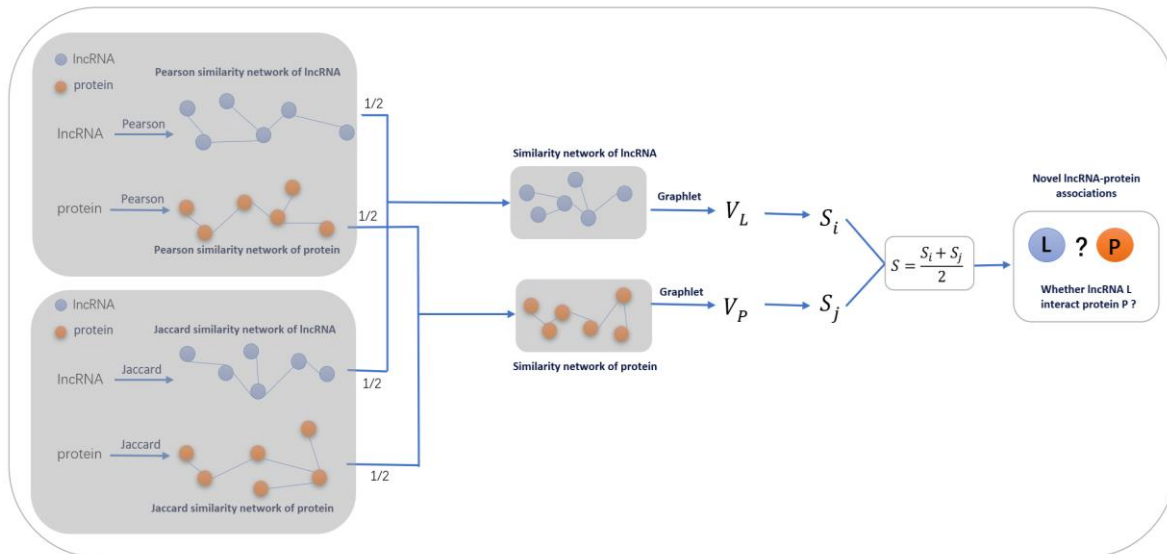 lncRNA
protein
Pearson similarity network of lncRNA
lncRNA
Pearson
1/2
protein
Pearson
1/2
Pearson similarity network of protein
lncRNA
protein
Jaccard similarity network of lncRNA
lncRNA
Jaccard
1/2
protein
Jaccard
1/2
Jaccard similarity network of protein
Similarity network of lncRNA
Graphlet
V_L
S_i
Similarity network of protein
Graphlet
V_P
S_j
S = (S_i + S_j) / 2
Novel lncRNA-protein
associations
L ? P
Whether lncRNA L
interact protein P ?